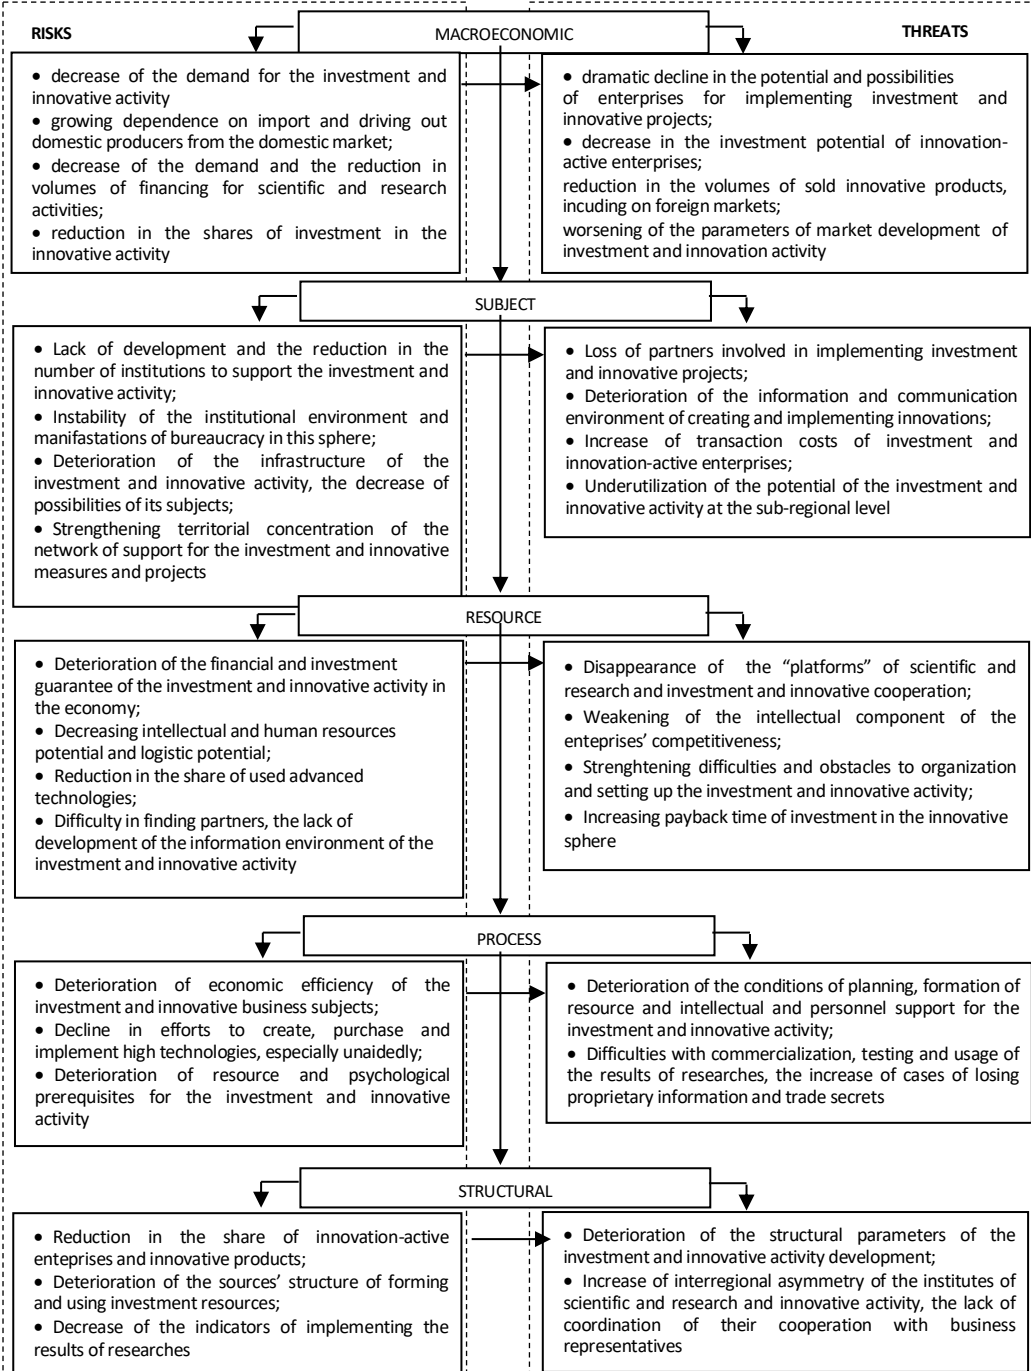 RISKS
MACROECONOMIC
THREATS
• decrease of the demand for the investment and
innovative activity
• growing dependence on import and driving out
domestic producers from the domestic market;
• decrease of the demand and the reduction in
volumes of financing for scientific and research
activities;
• reduction in the shares of investment in the
innovative activity
• dramatic decline in the potential and possibilities
of enterprises for implementing investment and
innovative projects;
• decrease in the investment potential of innovation-
active enterprises;
reduction in the volumes of sold innovative products,
incuding on foreign markets;
worsening of the parameters of market development of
investment and innovation activity
SUBJECT
• Lack of development and the reduction in the
number of institutions to support the investment and
innovative activity;
• Instability of the institutional environment and
manifastations of bureaucracy in this sphere;
• Deterioration of the infrastructure of the
investment and innovative activity, the decrease of
possibilities of its subjects;
• Strengthening territorial concentration of the
network of support for the investment and innovative
measures and projects
• Loss of partners involved in implementing investment
and innovative projects;
• Deterioration of the information and communication
environment of creating and implementing innovations;
• Increase of transaction costs of investment and
innovation-active enterprises;
• Underutilization of the potential of the investment and
innovative activity at the sub-regional level
RESOURCE
• Deterioration of the financial and investment
guarantee of the investment and innovative activity in
the economy;
• Decreasing intellectual and human resources
potential and logistic potential;
• Reduction in the share of used advanced
technologies;
• Difficulty in finding partners, the lack of
development of the information environment of the
investment and innovative activity
• Disappearance of the “platforms” of scientific and
research and investment and innovative cooperation;
• Weakening of the intellectual component of the
enteprises’ competitiveness;
• Strenghtening difficulties and obstacles to organization
and setting up the investment and innovative activity;
• Increasing payback time of investment in the innovative
sphere
PROCESS
• Deterioration of economic efficiency of the
investment and innovative business subjects;
• Decline in efforts to create, purchase and
implement high technologies, especially unaidedly;
• Deterioration of resource and psychological
prerequisites for the investment and innovative
activity
• Deterioration of the conditions of planning, formation of
resource and intellectual and personnel support for the
investment and innovative activity;
• Difficulties with commercialization, testing and usage
of the results of researches, the increase of cases of losing
proprietary information and trade secrets
STRUCTURAL
• Reduction in the share of innovation-active
enteprises and innovative products;
• Deterioration of the sources’ structure of forming
and using investment resources;
• Decrease of the indicators of implementing the
results of researches
• Deterioration of the structural parameters of the
investment and innovative activity development;
• Increase of interregional asymmetry of the institutes of
scientific and research and innovative activity, the lack of
coordination of their cooperation with business
representatives